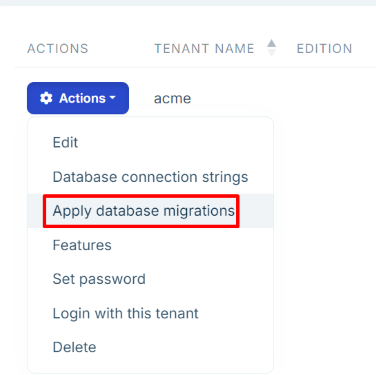 ACTIONS TENANT NAME EDITION
Actions acme
Edit
Database connection strings
Apply database migrations
Features
Set password
Login with this tenant
Delete